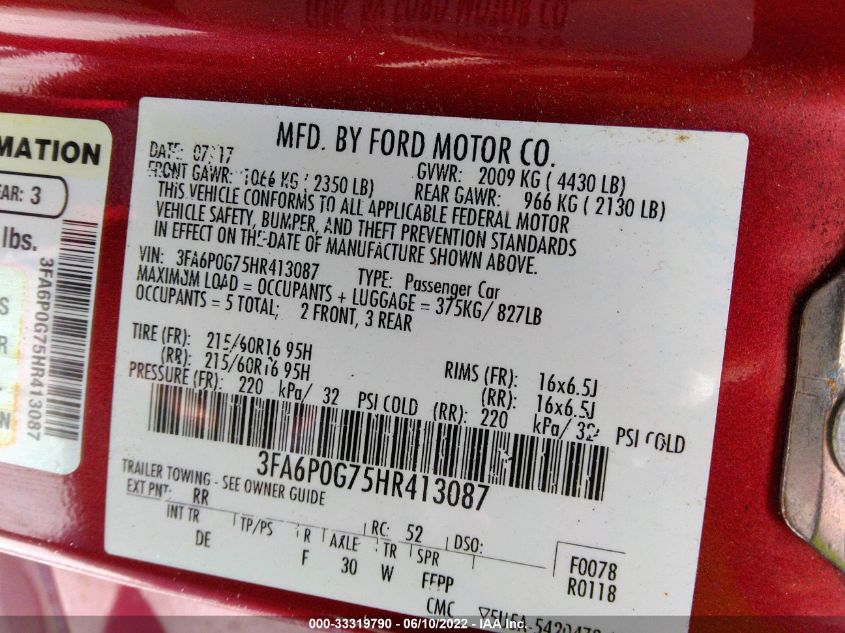 MFD. BY FORD MOTOR CO.
DATE: 07/17
GVWR: 2009 KG ( 4430 LB)
FRONT GAWR: 1066 KG ( 2350 LB)
REAR GAWR: 966 KG ( 2130 LB)
THIS VEHICLE CONFORMS TO ALL APPLICABLE FEDERAL MOTOR
VEHICLE SAFETY, BUMPER, AND THEFT PREVENTION STANDARDS
IN EFFECT ON THE DATE OF MANUFACTURE SHOWN ABOVE.
VIN: 3FA6P0G75HR413087 TYPE: Passenger Car
MAXIMUM LOAD = OCCUPANTS + LUGGAGE = 375KG/ 827LB
OCCUPANTS = 5 TOTAL; 2 FRONT, 3 REAR
TIRE (FR): 215/60R16 95H RIMS (FR): 16x6.5J
(RR): 215/60R16 95H (RR): 16x6.5J
PRESSURE (FR): 220 kPa/ 32 PSI COLD (RR): 220 kPa/ 32 PSI COLD
3FA6P0G75HR413087
TRAILER TOWING - SEE OWNER GUIDE
EXT PNT: RR RC: 52 DSO:
INT TR TP/PS R AXLE TR SPR F0078
DE F 30 W FFPP R0118
CMC
MATION
EAR: 3
lbs.
3FA6P0G75HR413087
S
R
N
000-33319790 - 06/10/2022 - IAA Inc.